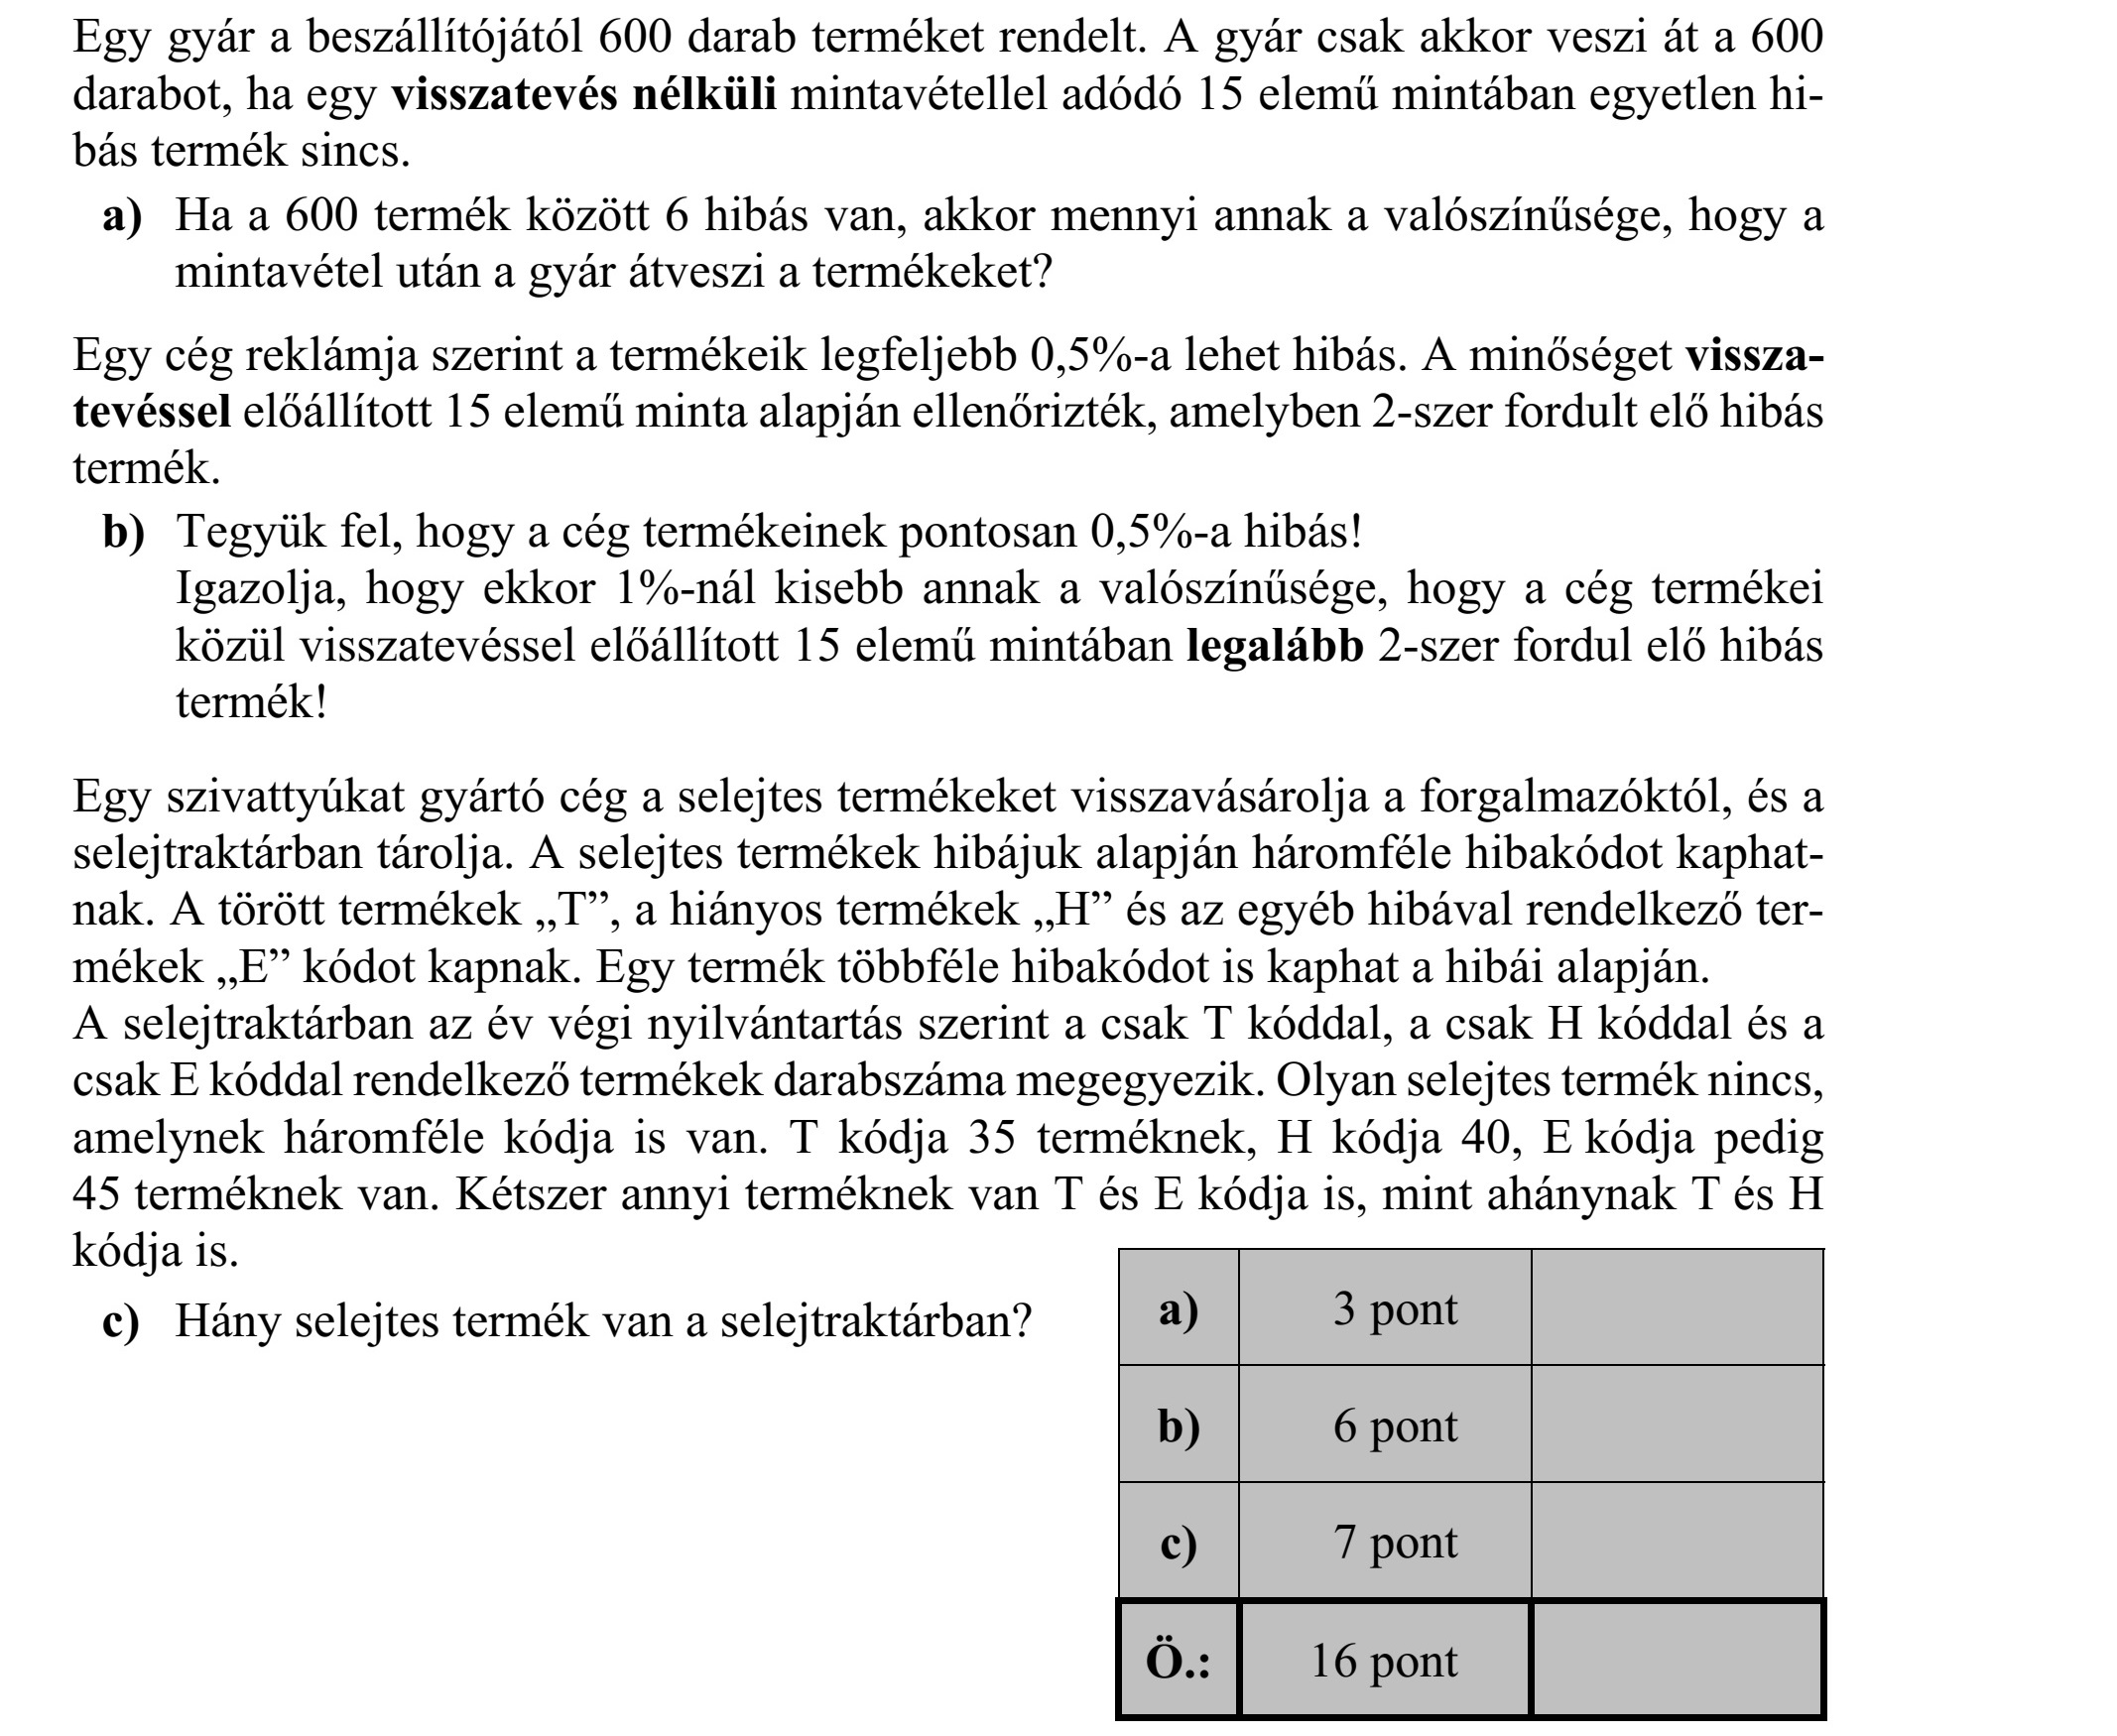 Egy gyár a beszállítójától 600 darab terméket rendelt. A gyár csak akkor veszi át a 600
darabot, ha egy visszatevés nélküli mintavétellel adódó 15 elemű mintában egyetlen hi-
bás termék sincs.
a) Ha a 600 termék között 6 hibás van, akkor mennyi annak a valószínűsége, hogy a
mintavétel után a gyár átveszi a termékeket?
Egy cég reklámja szerint a termékeik legfeljebb 0,5%-a lehet hibás. A minőséget vissza-
tevéssel előállított 15 elemű minta alapján ellenőrizték, amelyben 2-szer fordult elő hibás
termék.
b) Tegyük fel, hogy a cég termékeinek pontosan 0,5%-a hibás!
Igazolja, hogy ekkor 1%-nál kisebb annak a valószínűsége, hogy a cég termékei
közül visszatevéssel előállított 15 elemű mintában legalább 2-szer fordul elő hibás
termék!
Egy szivattyúkat gyártó cég a selejtes termékeket visszavásárolja a forgalmazóktól, és a
selejtraktárban tárolja. A selejtes termékek hibájuk alapján háromféle hibakódot kaphat-
nak. A törött termékek „T”, a hiányos termékek „H” és az egyéb hibával rendelkező ter-
mékek „E” kódot kapnak. Egy termék többféle hibakódot is kaphat a hibái alapján.
A selejtraktárban az év végi nyilvántartás szerint a csak T kóddal, a csak H kóddal és a
csak E kóddal rendelkező termékek darabszáma megegyezik. Olyan selejtes termék nincs,
amelynek háromféle kódja is van. T kódja 35 terméknek, H kódja 40, E kódja pedig
45 terméknek van. Kétszer annyi terméknek van T és E kódja is, mint ahánynak T és H
kódja is.
c) Hány selejtes termék van a selejtraktárban?
a) 3 pont
b) 6 pont
c) 7 pont
Ö.: 16 pont